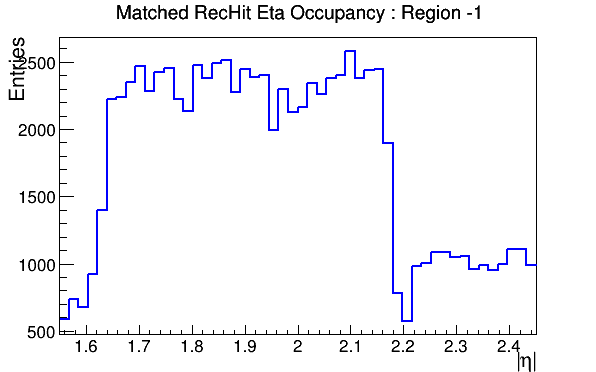 Matched RecHit Eta Occupancy : Region -1
Entries
2500
2000
1500
1000
500
1.6 1.7 1.8 1.9 2 2.1 2.2 2.3 2.4
|η|